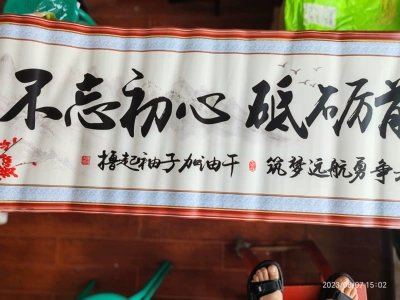 不忘初心 砥砺前
撸起袖子加油干 筑梦远航勇争
2023/08/07 15:02